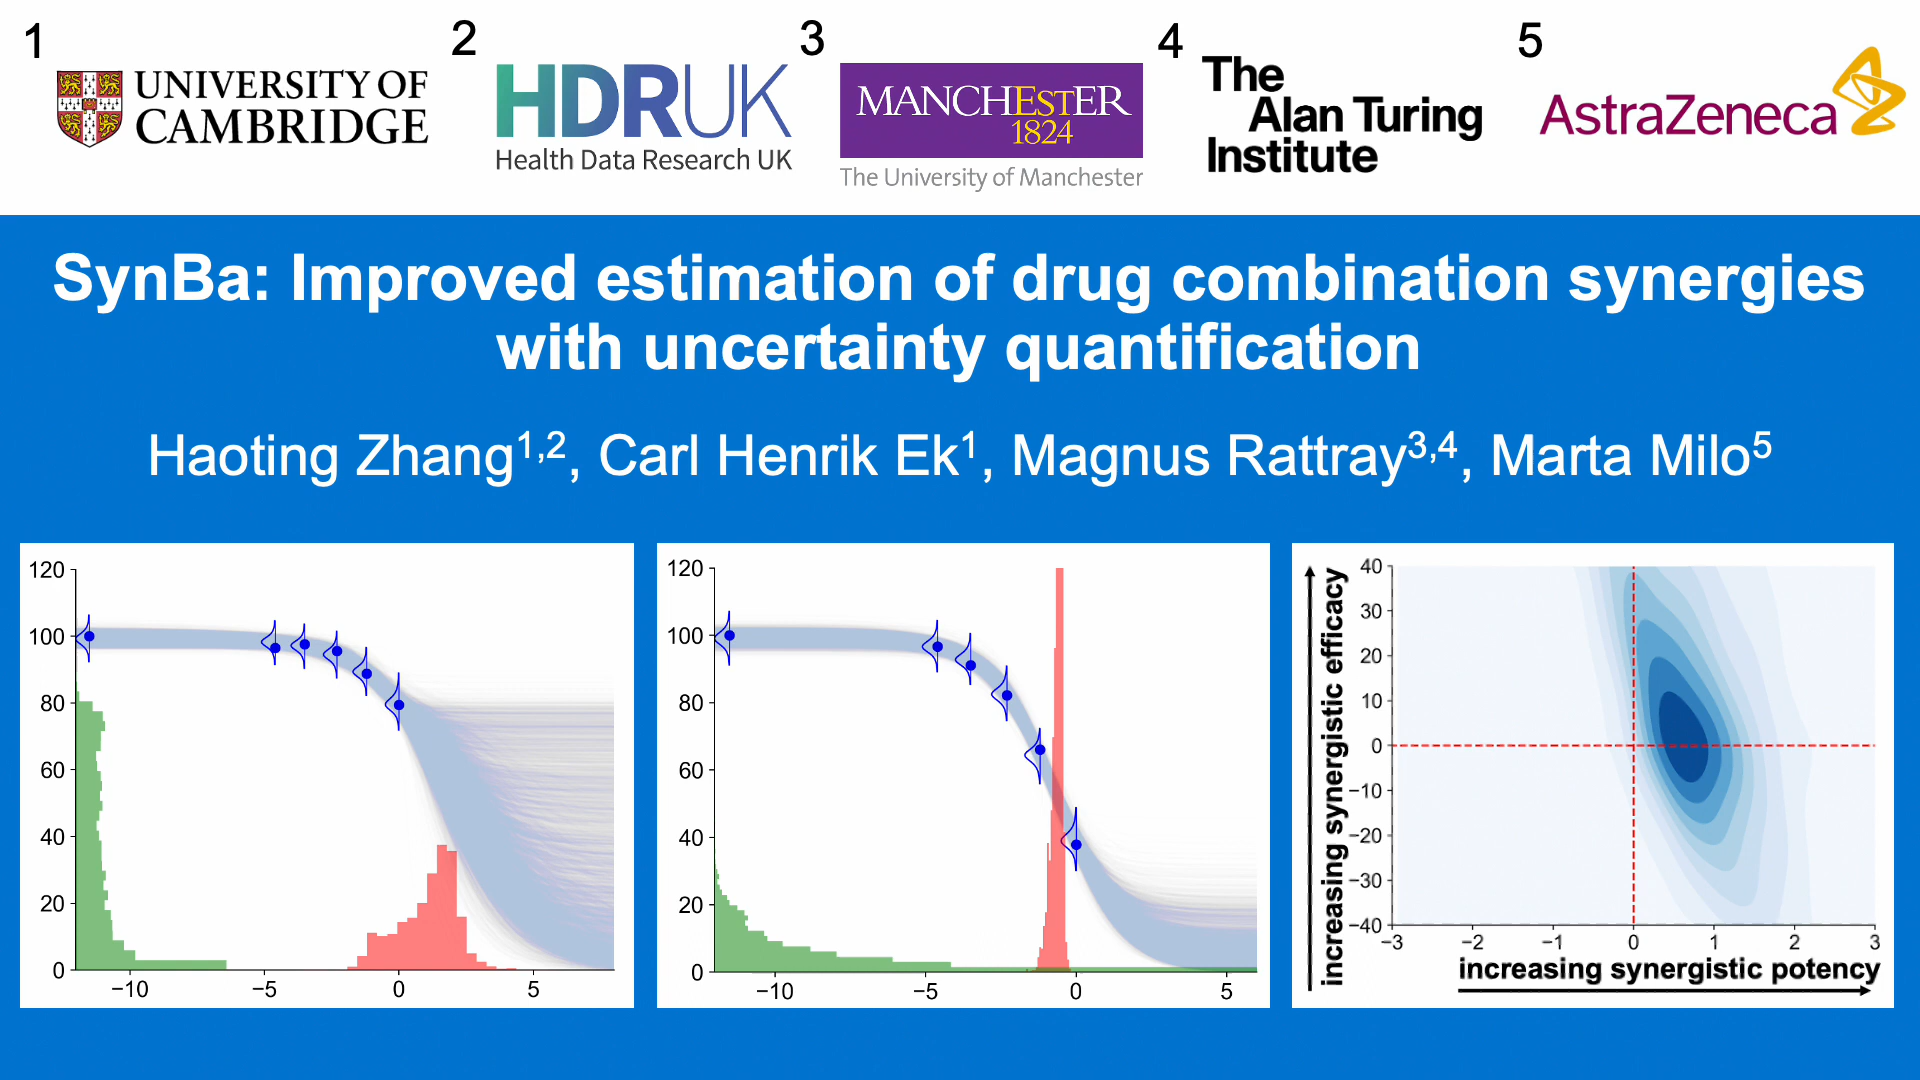 1
UNIVERSITY OF
CAMBRIDGE
2
HDRUK
Health Data Research UK
3
MANCHESTER
1824
The University of Manchester
4
The
Alan Turing
Institute
5
AstraZeneca
SynBa: Improved estimation of drug combination synergies
with uncertainty quantification
Haoting Zhang1,2, Carl Henrik Ek1, Magnus Rattray3,4, Marta Milo5
120
100
80
60
40
20
0
−10 −5 0 5
120
100
80
60
40
20
0
−10 −5 0 5
increasing synergistic efficacy
40
30
20
10
0
−10
−20
−30
−40
−3 −2 −1 0 1 2 3
increasing synergistic potency